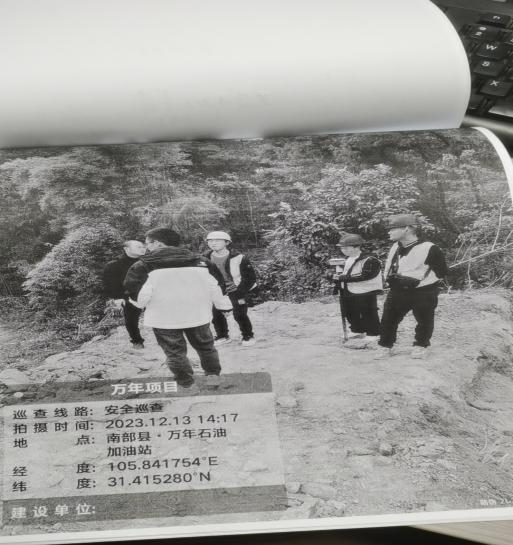 万年项目
巡查线路: 安全巡查
拍摄时间: 2023.12.13 14:17
地点: 南部县·万年石油
加油站
经度: 105.841754°E
纬度: 31.415280°N
建设单位: